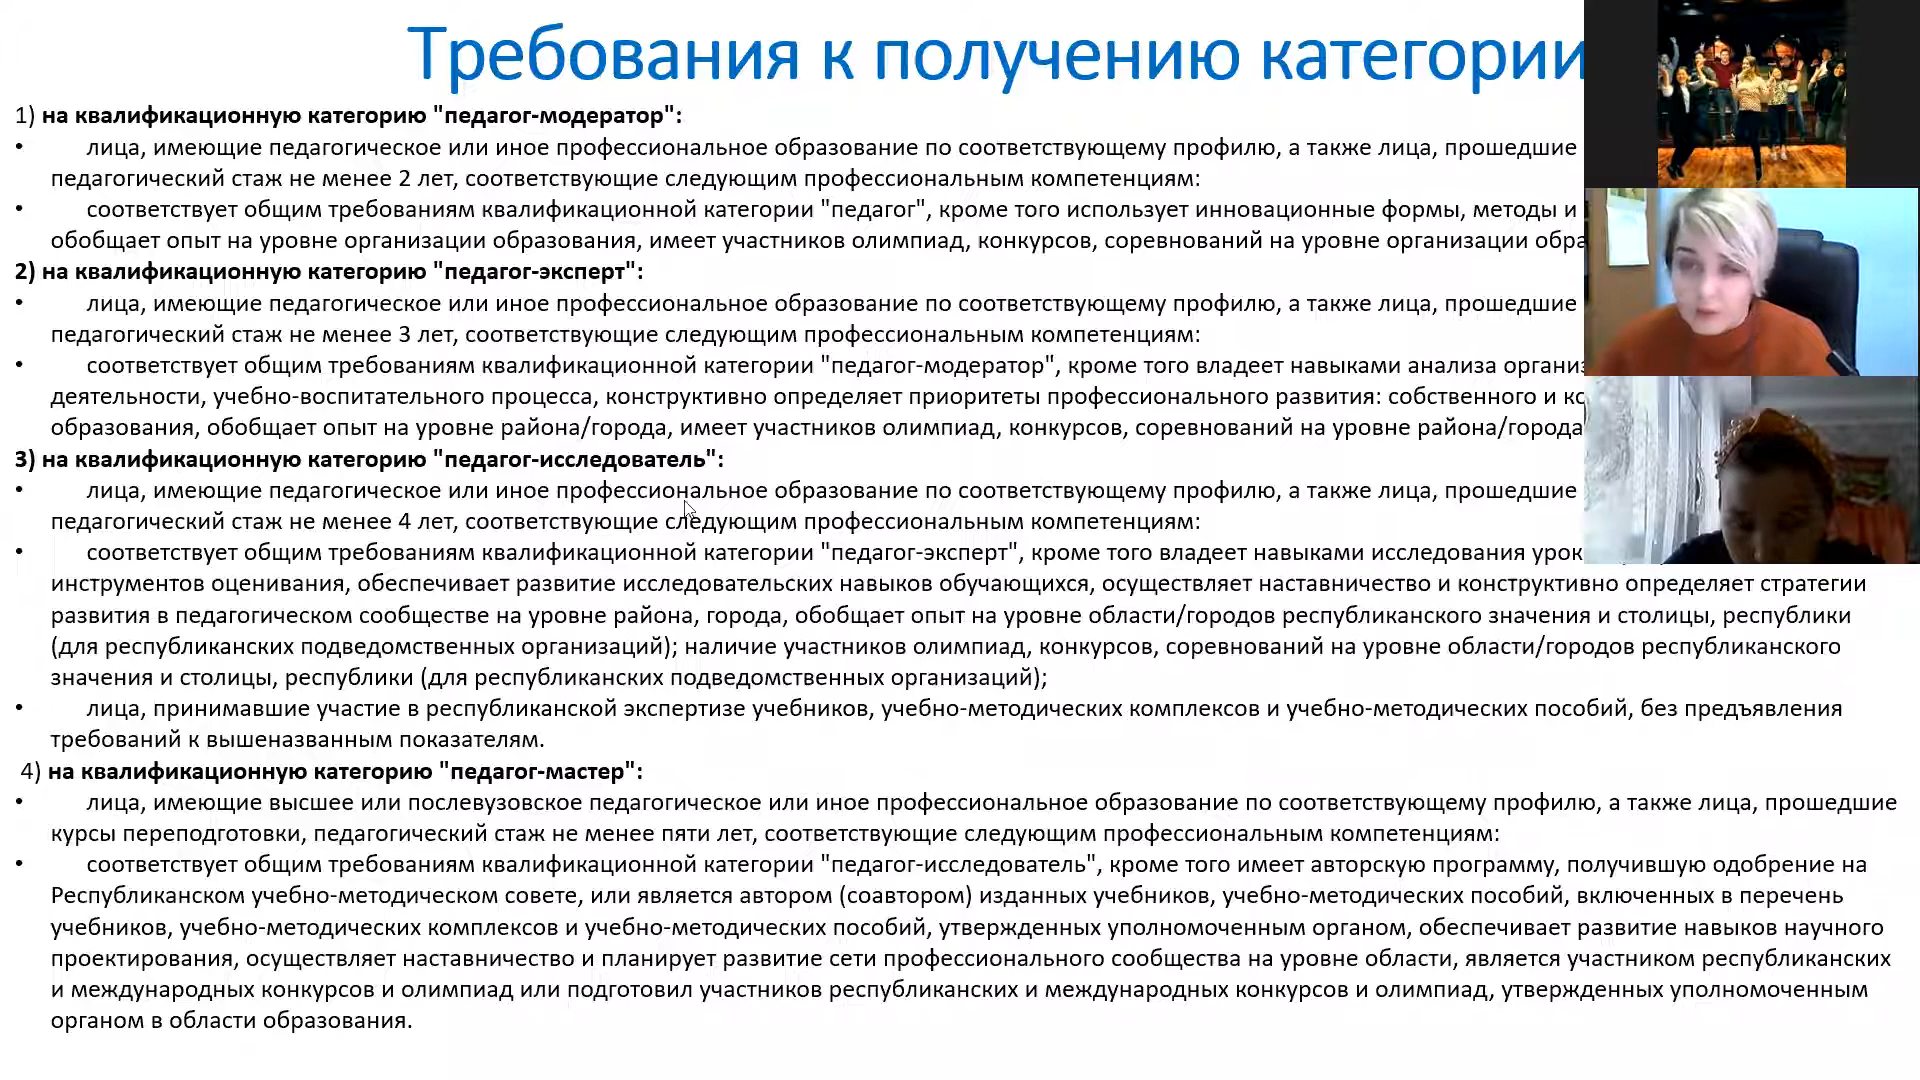 Требования к получению категории
1) на квалификационную категорию "педагог-модератор":
• лица, имеющие педагогическое или иное профессиональное образование по соответствующему профилю, а также лица, прошедшие
педагогический стаж не менее 2 лет, соответствующие следующим профессиональным компетенциям:
• соответствует общим требованиям квалификационной категории "педагог", кроме того использует инновационные формы, методы и
обобщает опыт на уровне организации образования, имеет участников олимпиад, конкурсов, соревнований на уровне организации обра
2) на квалификационную категорию "педагог-эксперт":
• лица, имеющие педагогическое или иное профессиональное образование по соответствующему профилю, а также лица, прошедшие
педагогический стаж не менее 3 лет, соответствующие следующим профессиональным компетенциям:
• соответствует общим требованиям квалификационной категории "педагог-модератор", кроме того владеет навыками анализа органи
деятельности, учебно-воспитательного процесса, конструктивно определяет приоритеты профессионального развития: собственного и ко
образования, обобщает опыт на уровне района/города, имеет участников олимпиад, конкурсов, соревнований на уровне района/города
3) на квалификационную категорию "педагог-исследователь":
• лица, имеющие педагогическое или иное профессиональное образование по соответствующему профилю, а также лица, прошедшие
педагогический стаж не менее 4 лет, соответствующие следующим профессиональным компетенциям:
• соответствует общим требованиям квалификационной категории "педагог-эксперт", кроме того владеет навыками исследования урок
инструментов оценивания, обеспечивает развитие исследовательских навыков обучающихся, осуществляет наставничество и конструктивно определяет стратегии
развития в педагогическом сообществе на уровне района, города, обобщает опыт на уровне области/городов республиканского значения и столицы, республики
(для республиканских подведомственных организаций); наличие участников олимпиад, конкурсов, соревнований на уровне области/городов республиканского
значения и столицы, республики (для республиканских подведомственных организаций);
• лица, принимавшие участие в республиканской экспертизе учебников, учебно-методических комплексов и учебно-методических пособий, без предъявления
требований к вышеназванным показателям.
4) на квалификационную категорию "педагог-мастер":
• лица, имеющие высшее или послевузовское педагогическое или иное профессиональное образование по соответствующему профилю, а также лица, прошедшие
курсы переподготовки, педагогический стаж не менее пяти лет, соответствующие следующим профессиональным компетенциям:
• соответствует общим требованиям квалификационной категории "педагог-исследователь", кроме того имеет авторскую программу, получившую одобрение на
Республиканском учебно-методическом совете, или является автором (соавтором) изданных учебников, учебно-методических пособий, включенных в перечень
учебников, учебно-методических комплексов и учебно-методических пособий, утвержденных уполномоченным органом, обеспечивает развитие навыков научного
проектирования, осуществляет наставничество и планирует развитие сети профессионального сообщества на уровне области, является участником республиканских
и международных конкурсов и олимпиад или подготовил участников республиканских и международных конкурсов и олимпиад, утвержденных уполномоченным
органом в области образования.